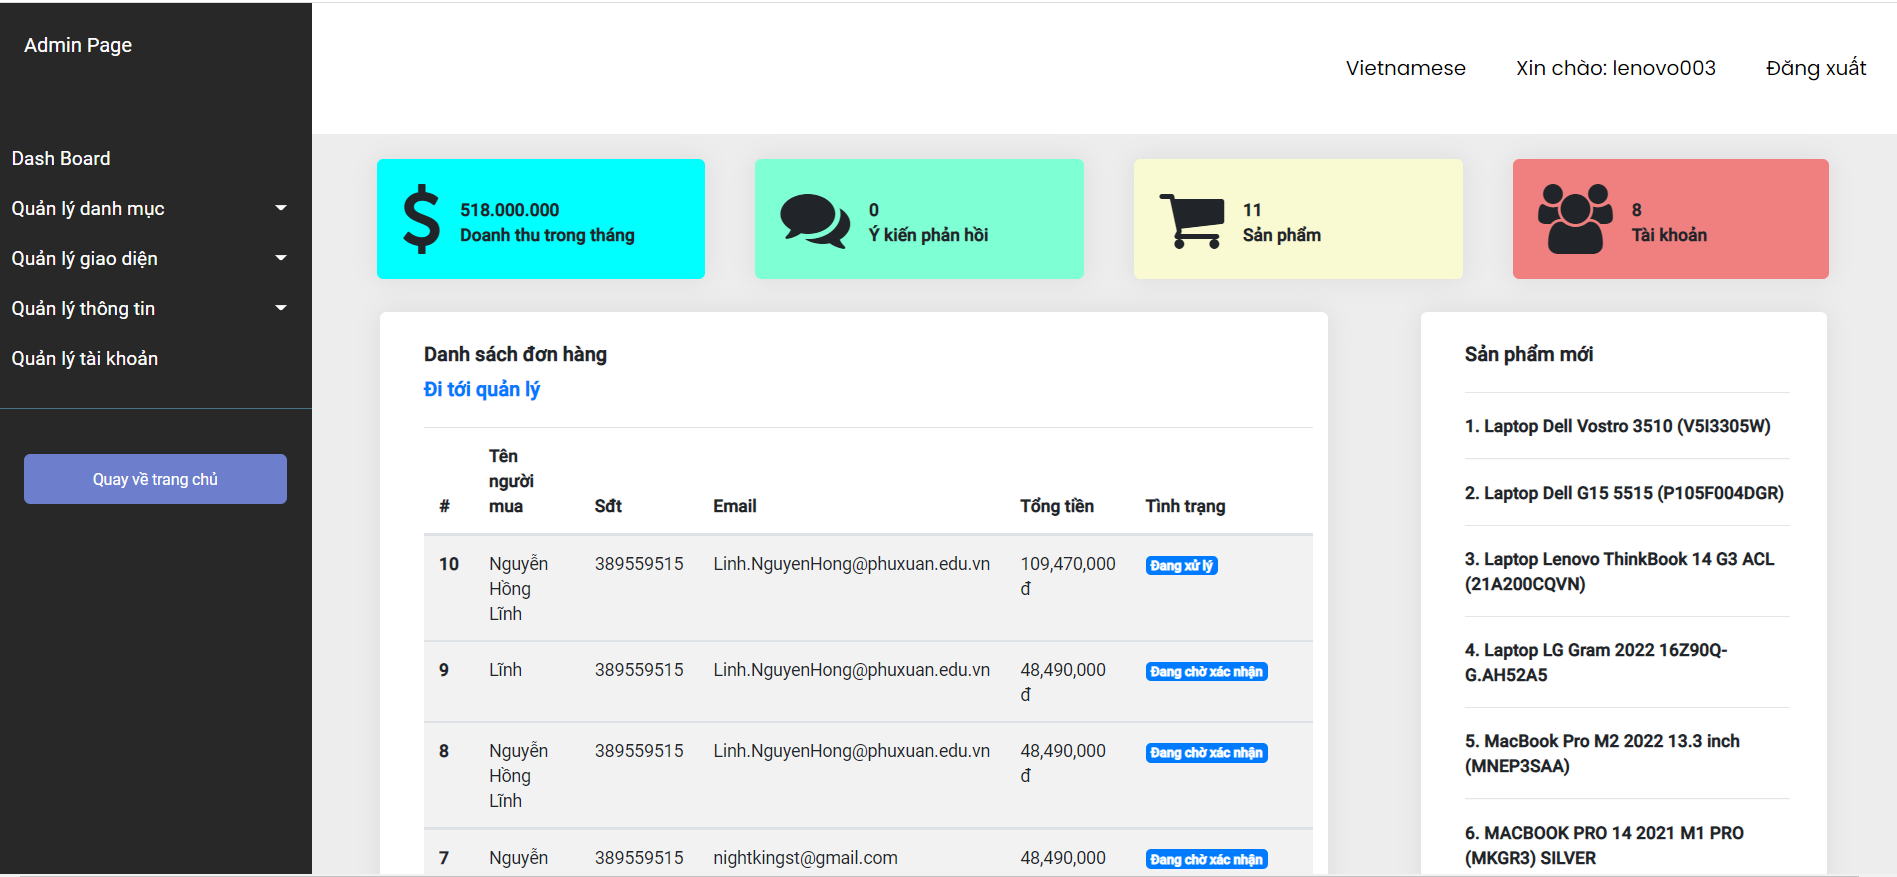 Admin Page
Vietnamese
Xin chào: lenovo003
Đăng xuất
Dash Board
Quản lý danh mục
Quản lý giao diện
Quản lý thông tin
Quản lý tài khoản
Quay về trang chủ
518.000.000
Doanh thu trong tháng
0
Ý kiến phản hồi
11
Sản phẩm
8
Tài khoản
Danh sách đơn hàng
Đi tới quản lý
# Tên người mua Sđt Email Tổng tiền Tình trạng
10 Nguyễn 389559515 Linh.NguyenHong@phuxuan.edu.vn 109,470,000 Đang xử lý
Hồng đ
Lĩnh
9 Lĩnh 389559515 Linh.NguyenHong@phuxuan.edu.vn 48,490,000 Đang chờ xác nhận
đ
8 Nguyễn 389559515 Linh.NguyenHong@phuxuan.edu.vn 48,490,000 Đang chờ xác nhận
Hồng đ
Lĩnh
7 Nguyễn 389559515 nightkingst@gmail.com 48,490,000 Đang chờ xác nhận
Sản phẩm mới
1. Laptop Dell Vostro 3510 (V5I3305W)
2. Laptop Dell G15 5515 (P105F004DGR)
3. Laptop Lenovo ThinkBook 14 G3 ACL
(21A200CQVN)
4. Laptop LG Gram 2022 16Z90Q-
G.AH52A5
5. MacBook Pro M2 2022 13.3 inch
(MNEP3SAA)
6. MACBOOK PRO 14 2021 M1 PRO
(MKGR3) SILVER